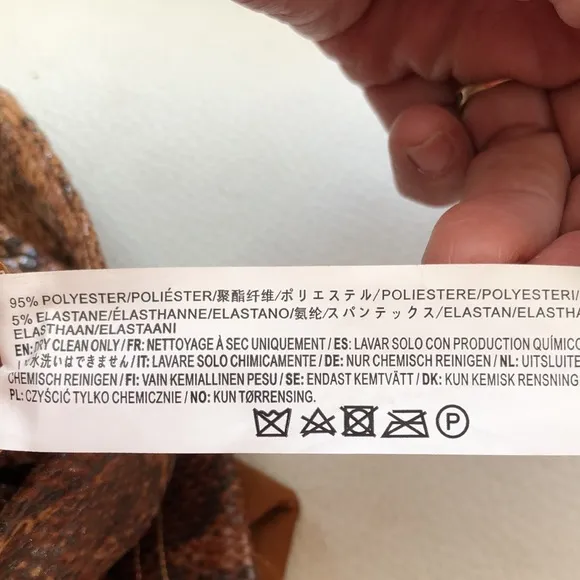 95% POLYESTER/POLIÉSTER/聚酯纤维/ポリエステル/POLIESTERE/POLYESTERI/
5% ELASTANE/ÉLASTHANNE/ELASTANO/氨纶/スパンテックス/ELASTAN/ELASTHA
ELASTHAAN/ELASTAANI
EN: DRY CLEAN ONLY / FR: NETTOYAGE À SEC UNIQUEMENT / ES: LAVAR SOLO CON PRODUCTION QUÍMICO
水洗いはできません/ IT: LAVARE SOLO CHIMICAMENTE / DE: NUR CHEMISCH REINIGEN / NL: UITSLUITE
CHEMISCH REINIGEN / FI: VAIN KEMIALLINEN PESU / SE: ENDAST KEMTVÄTT / DK: KUN KEMISK RENSNING
PL: CZYŚCIĆ TYLKO CHEMICZNIE / NO: KUN TØRRENSING.
P